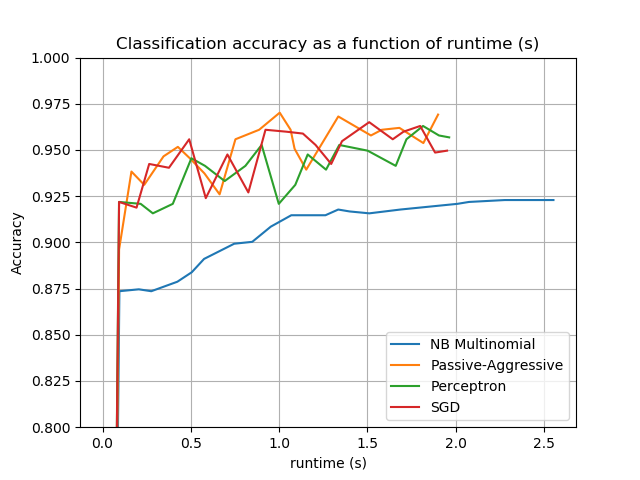 Classification accuracy as a function of runtime (s)
1.000
0.975
0.950
0.925
0.900
0.875
0.850
0.825
0.800
Accuracy
0.0 0.5 1.0 1.5 2.0 2.5
runtime (s)
NB Multinomial
Passive-Aggressive
Perceptron
SGD